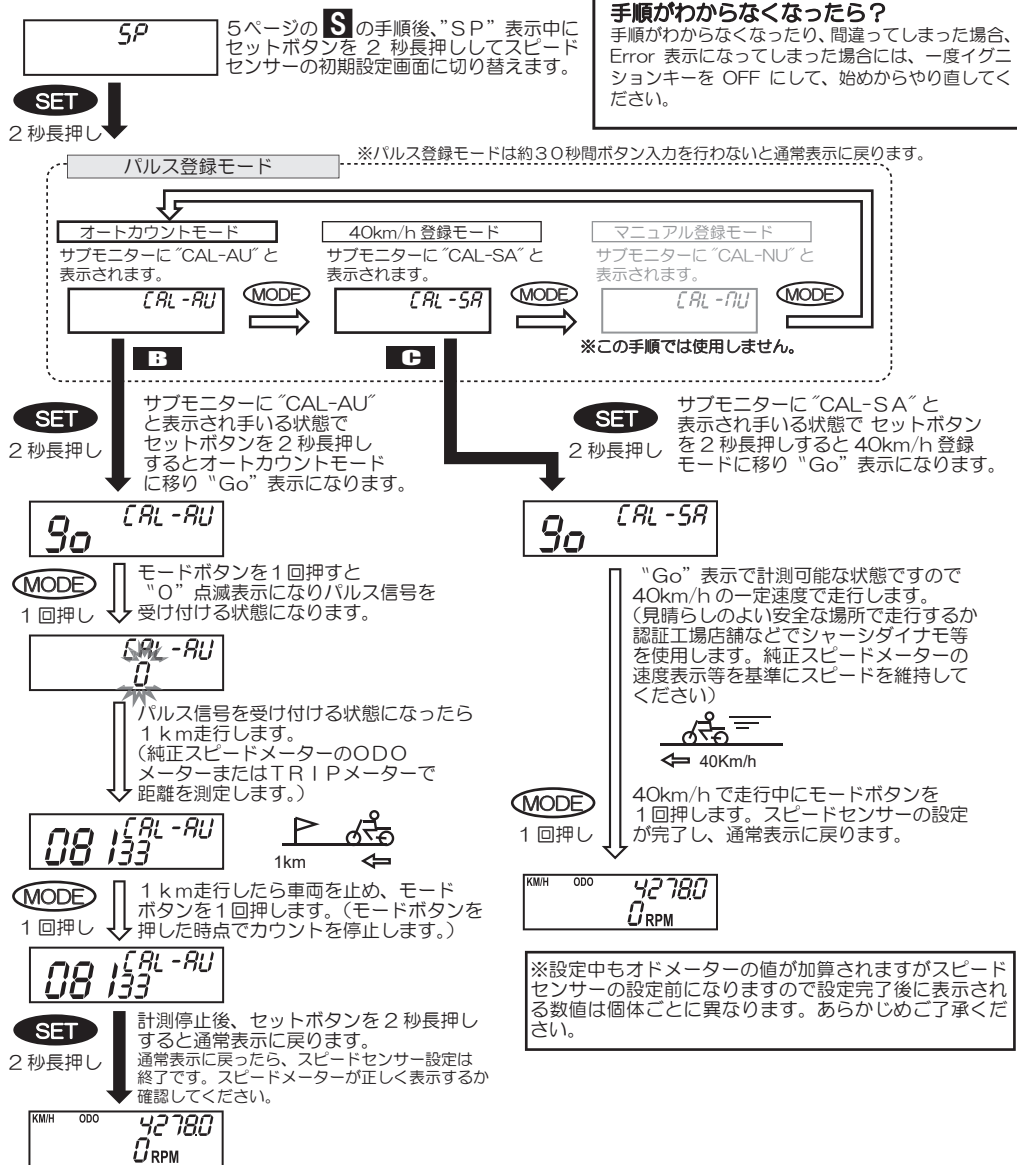 SP
5ページの S の手順後、”SP”表示中に
セットボタンを 2 秒長押ししてスピード
センサーの初期設定画面に切り替えます。
手順がわからなくなったら？
手順がわからなくなったり、間違ってしまった場合、
Error 表示になってしまった場合には、一度イグニ
ションキーを OFF にして、始めからやり直してく
ださい。
SET
2秒長押し
※パルス登録モードは約30秒間ボタン入力を行わないと通常表示に戻ります。
パルス登録モード
オートカウントモード
サブモニターに ”CAL-AU” と
表示されます。
CAL-AU
MODE
40km/h 登録モード
サブモニターに ”CAL-SA” と
表示されます。
CAL-SA
MODE
マニュアル登録モード
サブモニターに ”CAL-NU” と
表示されます。
CAL-NU
MODE
※この手順では使用しません。
B
C
SET
2秒長押し
サブモニターに ”CAL-AU”
と表示され手いる状態で
セットボタンを2秒長押し
するとオートカウントモード
に移り “Go” 表示になります。
go CAL-AU
MODE
1回押し
モードボタンを1回押すと
“0” 点滅表示になりパルス信号を
受け付ける状態になります。
CAL-AU
0
パルス信号を受け付ける状態になったら
1km走行します。
（純正スピードメーターのODO
メーターまたはTRIPメーターで
距離を測定します。）
08133 CAL-AU
1km
MODE
1回押し
1km走行したら車両を止め、モード
ボタンを1回押します。（モードボタンを
押した時点でカウントを停止します。）
08133 CAL-AU
SET
2秒長押し
計測停止後、セットボタンを2秒長押し
すると通常表示に戻ります。
通常表示に戻ったら、スピードセンサー設定は
終了です。スピードメーターが正しく表示するか
確認してください。
KM/H ODO 4278.0
0 RPM
SET
2秒長押し
サブモニターに ”CAL-SA” と
表示され手いる状態で セットボタン
を2秒長押しすると 40km/h 登録
モードに移り “Go” 表示になります。
go CAL-SA
“Go” 表示で計測可能な状態ですので
40km/h の一定速度で走行します。
（見晴らしのよい安全な場所で走行するか
認証工場店舗などでシャーシダイナモ等
を使用します。純正スピードメーターの
速度表示等を基準にスピードを維持して
ください）
40Km/h
MODE
1回押し
40km/h で走行中にモードボタンを
1回押します。スピードセンサーの設定
が完了し、通常表示に戻ります。
KM/H ODO 4278.0
0 RPM
※設定中もオドメーターの値が加算されますがスピード
センサーの設定前になりますので設定完了後に表示され
る数値は個体ごとに異なります。あらかじめご了承くだ
さい。